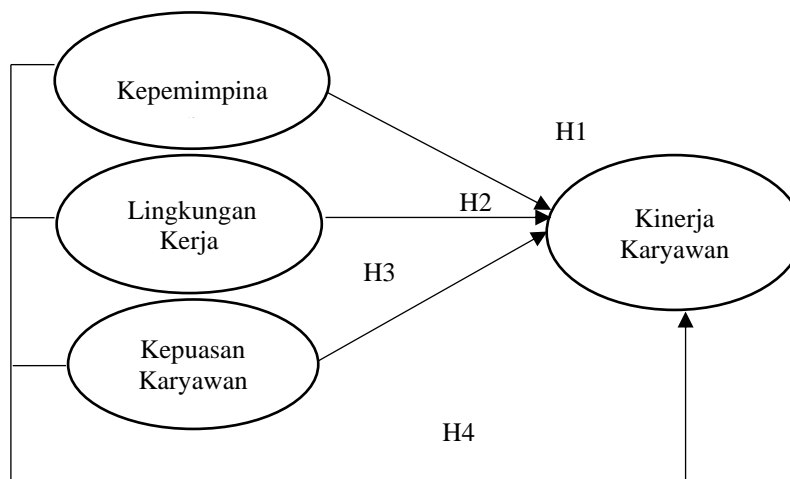 Kepemimpina
H1
Lingkungan
Kerja
H2
Kinerja
Karyawan
H3
Kepuasan
Karyawan
H4